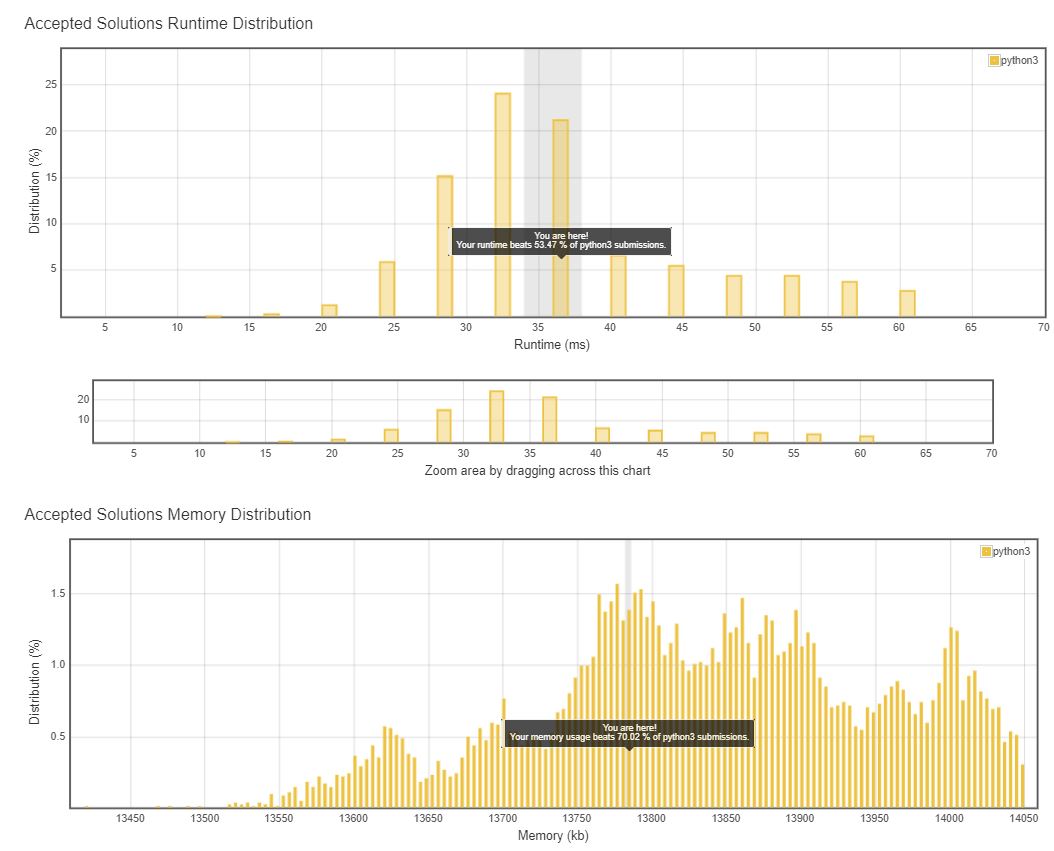 Accepted Solutions Runtime Distribution
python3
25
20
15
10
5
Distribution (%)
You are here!
Your runtime beats 53.47 % of python3 submissions.
5 10 15 20 25 30 35 40 45 50 55 60 65 70
Runtime (ms)
20
10
5 10 15 20 25 30 35 40 45 50 55 60 65 70
Zoom area by dragging across this chart
Accepted Solutions Memory Distribution
python3
1.5
1.0
0.5
Distribution (%)
You are here!
Your memory usage beats 70.02 % of python3 submissions.
13450 13500 13550 13600 13650 13700 13750 13800 13850 13900 13950 14000 14050
Memory (kb)